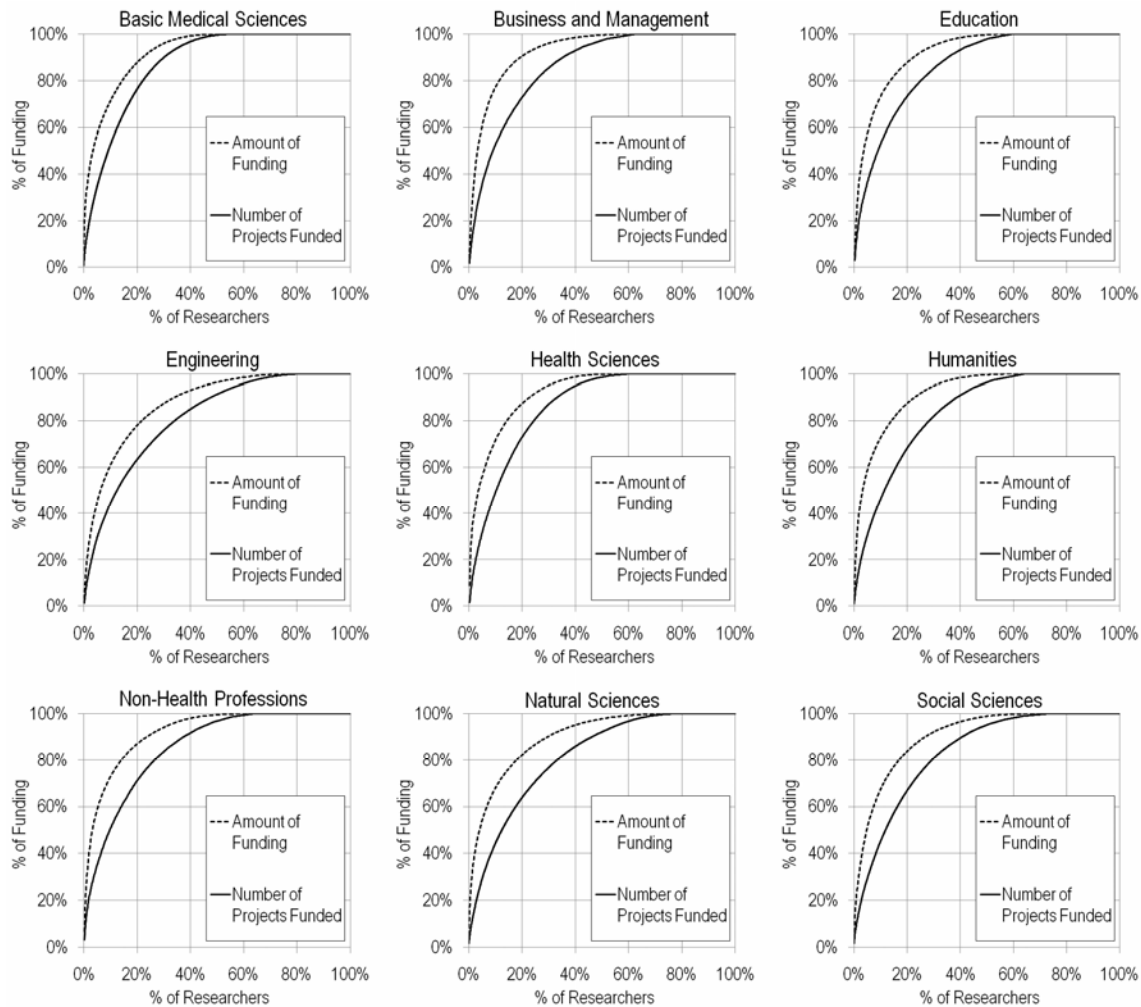 Basic Medical Sciences
100%
80%
60%
40%
20%
0%
% of Funding
Amount of
Funding
Number of
Projects Funded
0% 20% 40% 60% 80% 100%
% of Researchers
Business and Management
100%
80%
60%
40%
20%
0%
% of Funding
Amount of
Funding
Number of
Projects Funded
0% 20% 40% 60% 80% 100%
% of Researchers
Education
100%
80%
60%
40%
20%
0%
% of Funding
Amount of
Funding
Number of
Projects Funded
0% 20% 40% 60% 80% 100%
% of Researchers
Engineering
100%
80%
60%
40%
20%
0%
% of Funding
Amount of
Funding
Number of
Projects Funded
0% 20% 40% 60% 80% 100%
% of Researchers
Health Sciences
100%
80%
60%
40%
20%
0%
% of Funding
Amount of
Funding
Number of
Projects Funded
0% 20% 40% 60% 80% 100%
% of Researchers
Humanities
100%
80%
60%
40%
20%
0%
% of Funding
Amount of
Funding
Number of
Projects Funded
0% 20% 40% 60% 80% 100%
% of Researchers
Non-Health Professions
100%
80%
60%
40%
20%
0%
% of Funding
Amount of
Funding
Number of
Projects Funded
0% 20% 40% 60% 80% 100%
% of Researchers
Natural Sciences
100%
80%
60%
40%
20%
0%
% of Funding
Amount of
Funding
Number of
Projects Funded
0% 20% 40% 60% 80% 100%
% of Researchers
Social Sciences
100%
80%
60%
40%
20%
0%
% of Funding
Amount of
Funding
Number of
Projects Funded
0% 20% 40% 60% 80% 100%
% of Researchers